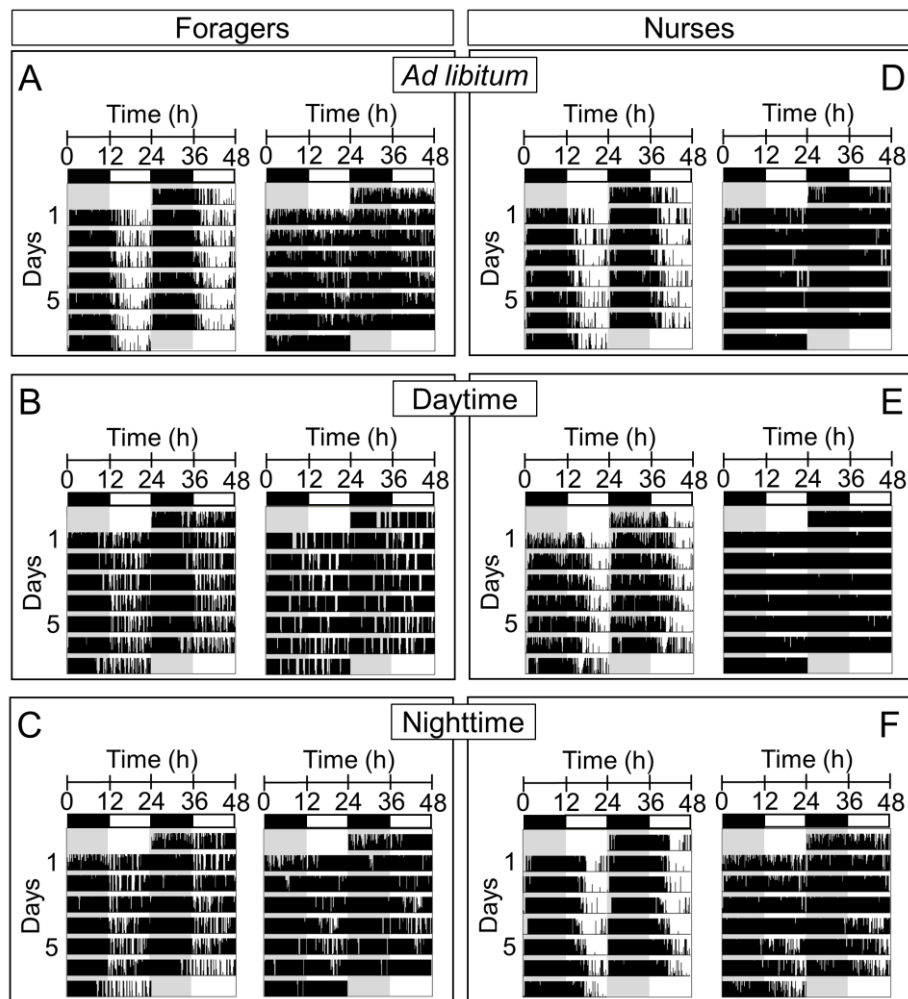 Foragers
Nurses
A
Ad libitum
D
Time (h)
Time (h)
Time (h)
Time (h)
0 12 24 36 48
0 12 24 36 48
0 12 24 36 48
0 12 24 36 48
1
Days
5
1
Days
5
B
Daytime
E
Time (h)
Time (h)
Time (h)
Time (h)
0 12 24 36 48
0 12 24 36 48
0 12 24 36 48
0 12 24 36 48
1
Days
5
1
Days
5
C
Nighttime
F
Time (h)
Time (h)
Time (h)
Time (h)
0 12 24 36 48
0 12 24 36 48
0 12 24 36 48
0 12 24 36 48
1
Days
5
1
Days
5